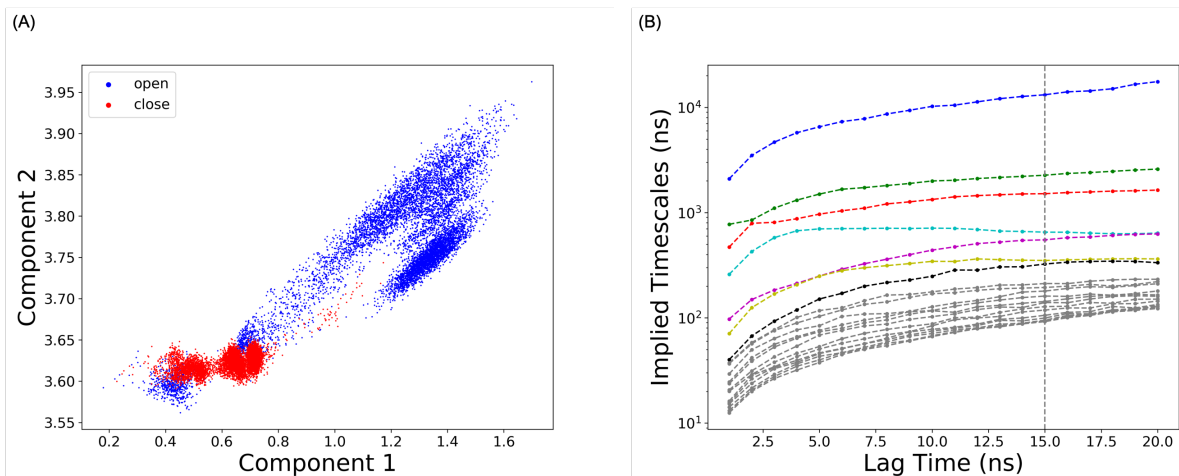 (A)
open
close
3.95
3.90
3.85
3.80
3.75
3.70
3.65
3.60
3.55
Component 2
0.2 0.4 0.6 0.8 1.0 1.2 1.4 1.6
Component 1
(B)
10⁴
10³
10²
10¹
Implied Timescales (ns)
2.5 5.0 7.5 10.0 12.5 15.0 17.5 20.0
Lag Time (ns)